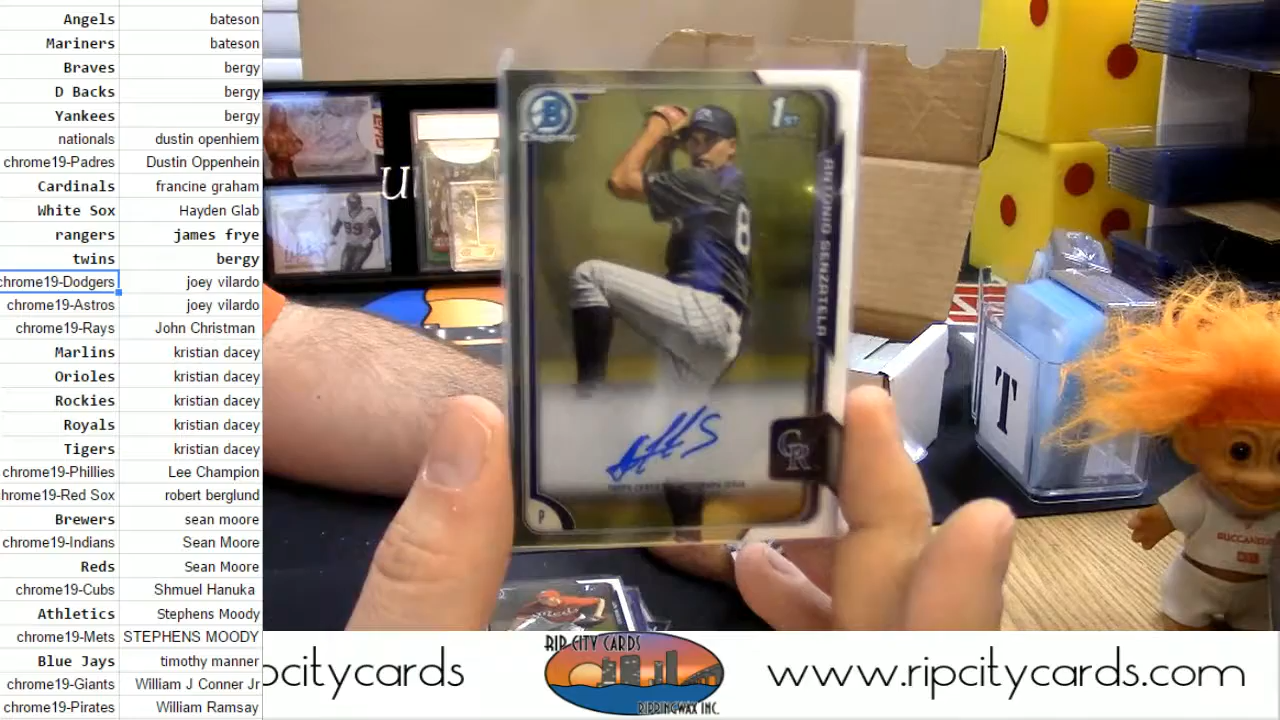 Angels bateson
Mariners bateson
Braves bergy
D Backs bergy
Yankees bergy
nationals dustin openhiem
chrome19-Padres Dustin Oppenhein
Cardinals francine graham
White Sox Hayden Glab
rangers james frye
twins bergy
chrome19-Dodgers joey vilardo
chrome19-Astros joey vilardo
chrome19-Rays John Christman
Marlins kristian dacey
Orioles kristian dacey
Rockies kristian dacey
Royals kristian dacey
Tigers kristian dacey
chrome19-Phillies Lee Champion
chrome19-Red Sox robert berglund
Brewers sean moore
chrome19-Indians Sean Moore
Reds Sean Moore
chrome19-Cubs Shmuel Hanuka
Athletics Stephens Moody
chrome19-Mets STEPHENS MOODY
Blue Jays timothy manner
chrome19-Giants William J Conner Jr
chrome19-Pirates William Ramsay
B
Chrome
1ST
ANTONIO SENZATELA
8
CR
P
99
T
BUCCANEERS
Reds
pcitycards
RIP CITY CARDS
RIPPINGWAX INC.
www.ripcitycards.com